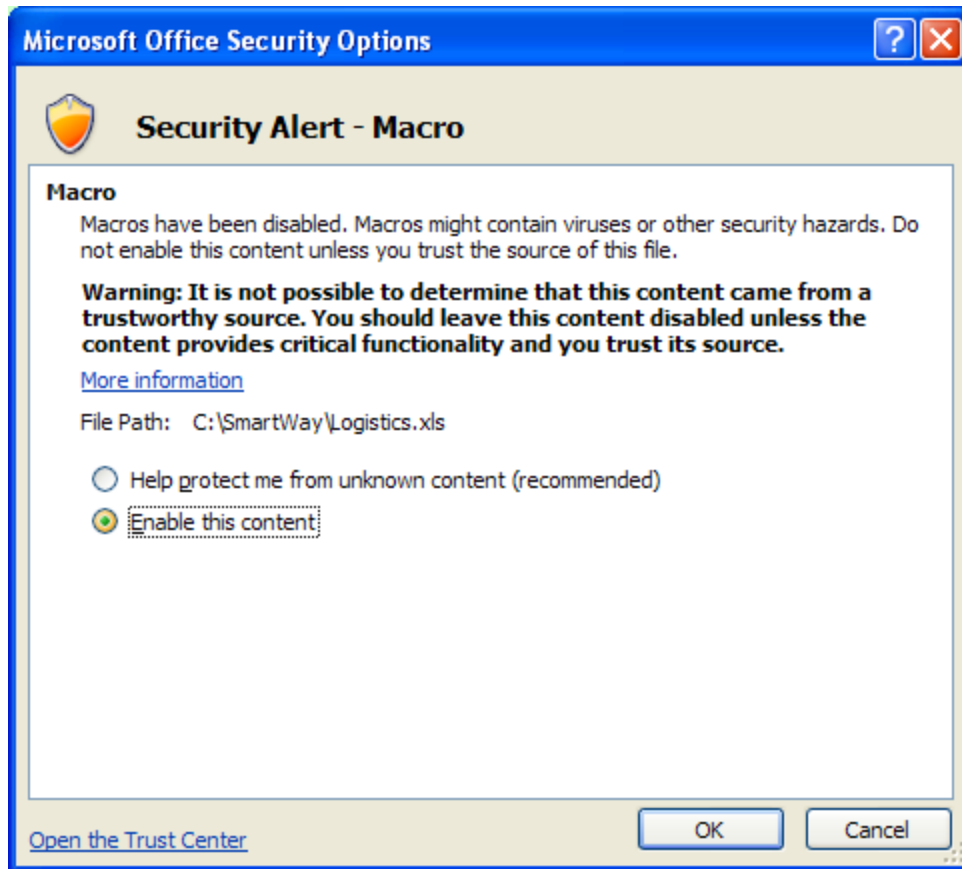 Microsoft Office Security Options
Security Alert - Macro
Macro
Macros have been disabled. Macros might contain viruses or other security hazards. Do
not enable this content unless you trust the source of this file.
Warning: It is not possible to determine that this content came from a
trustworthy source. You should leave this content disabled unless the
content provides critical functionality and you trust its source.
More information
File Path: C:\SmartWay\Logistics.xls
Help protect me from unknown content (recommended)
Enable this content
Open the Trust Center
OK
Cancel